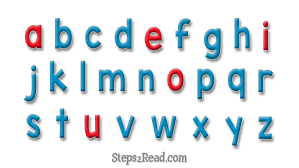 a b c d e f g h i
j k l m n o p q r
s t u v w x y z
Steps2Read.com